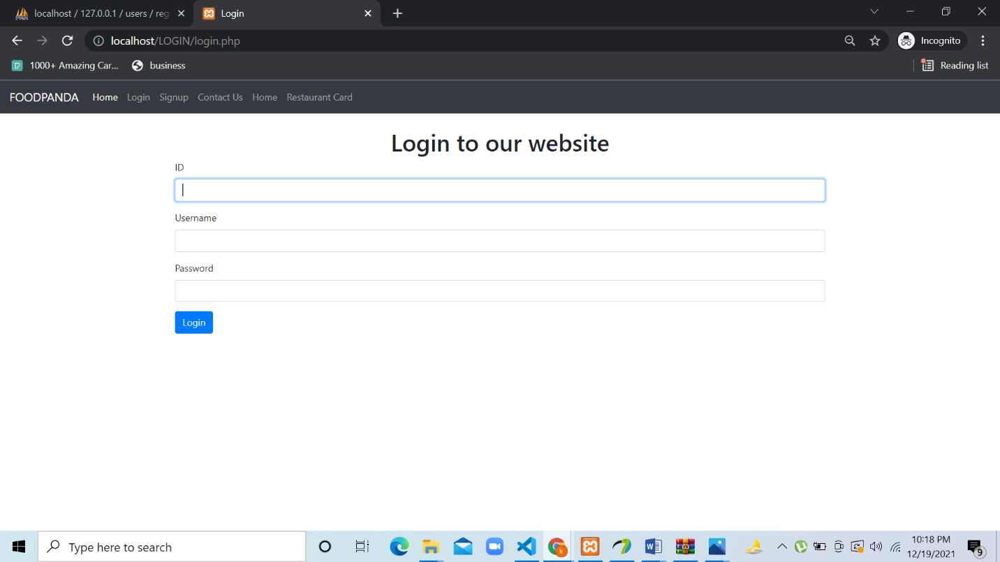 localhost / 127.0.0.1 / users / reg
Login
localhost/LOGIN/login.php
Incognito
1000+ Amazing Car...
business
Reading list
FOODPANDA
Home
Login
Signup
Contact Us
Home
Restaurant Card
Login to our website
ID
Username
Password
Login
Type here to search
10:18 PM
12/19/2021
9